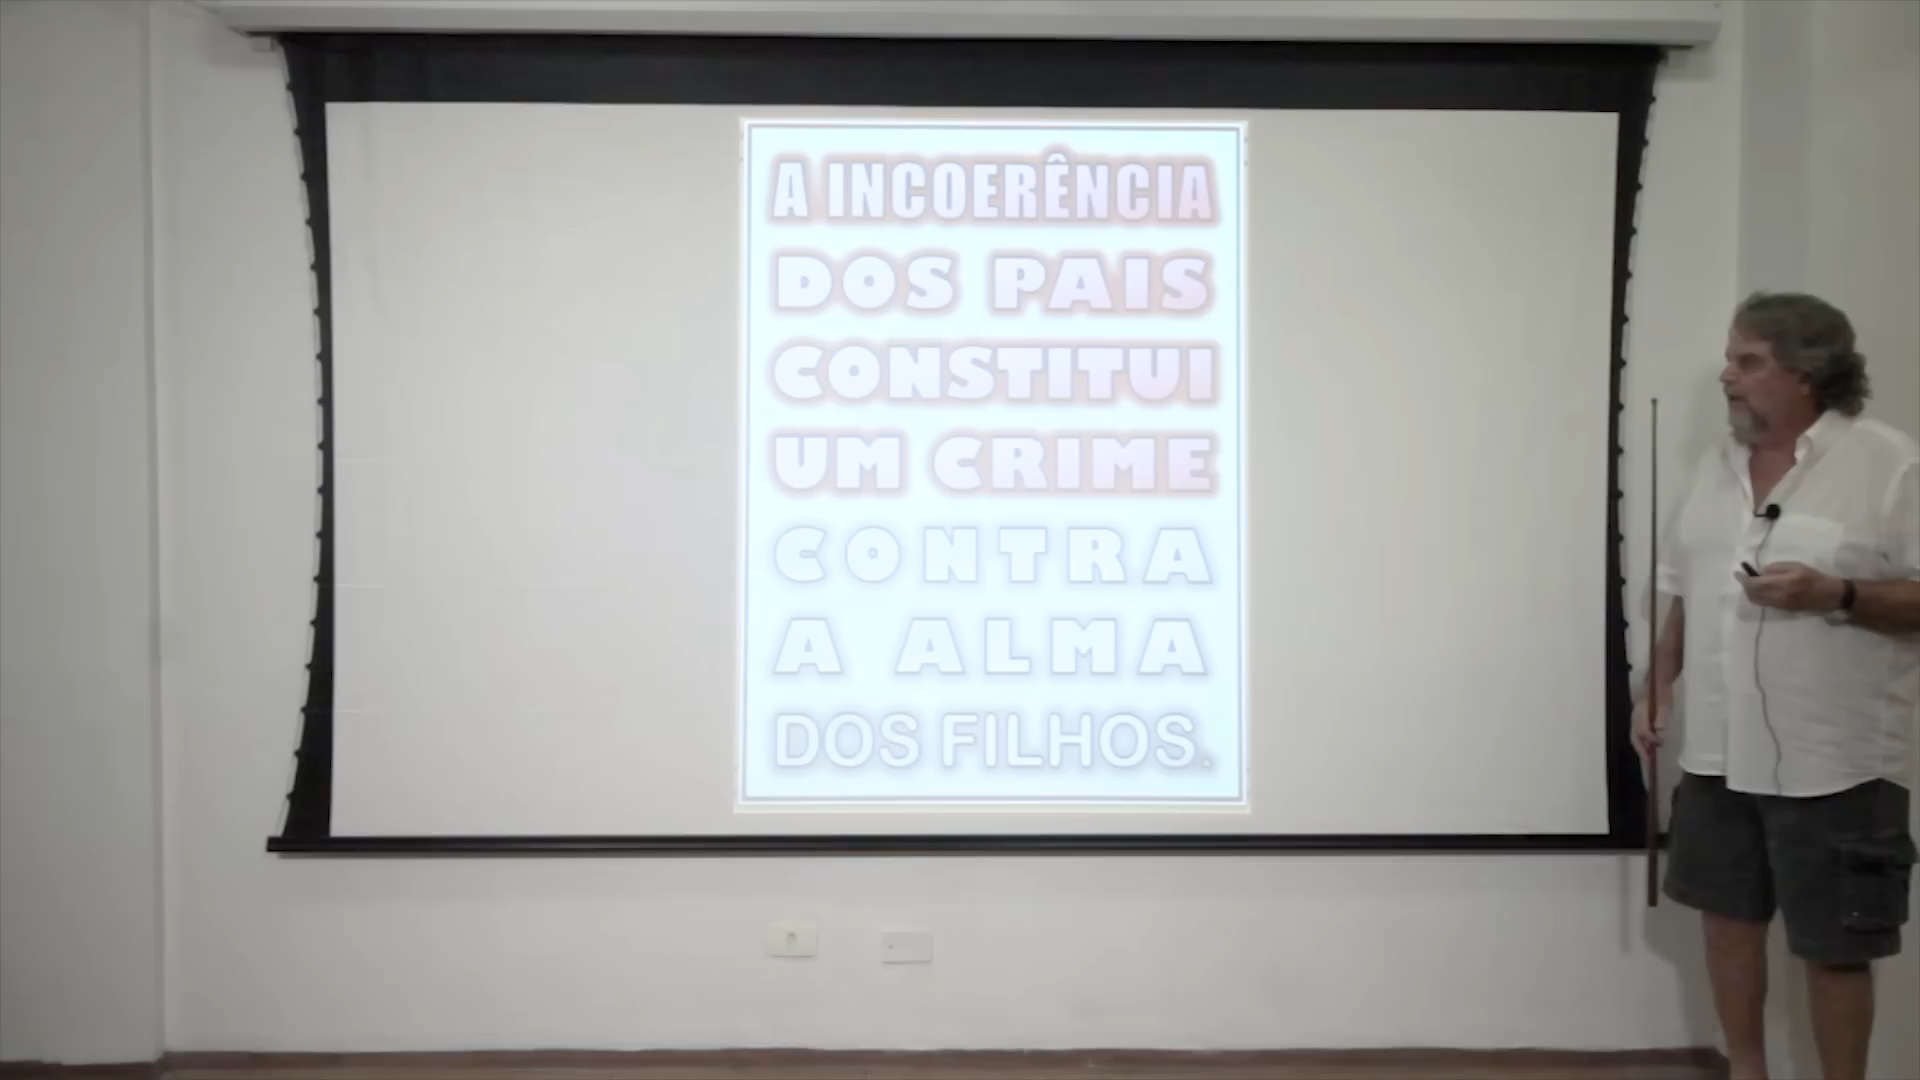 A INCOERÊNCIA
DOS PAIS
CONSTITUI
UM CRIME
CONTRA
A ALMA
DOS FILHOS.